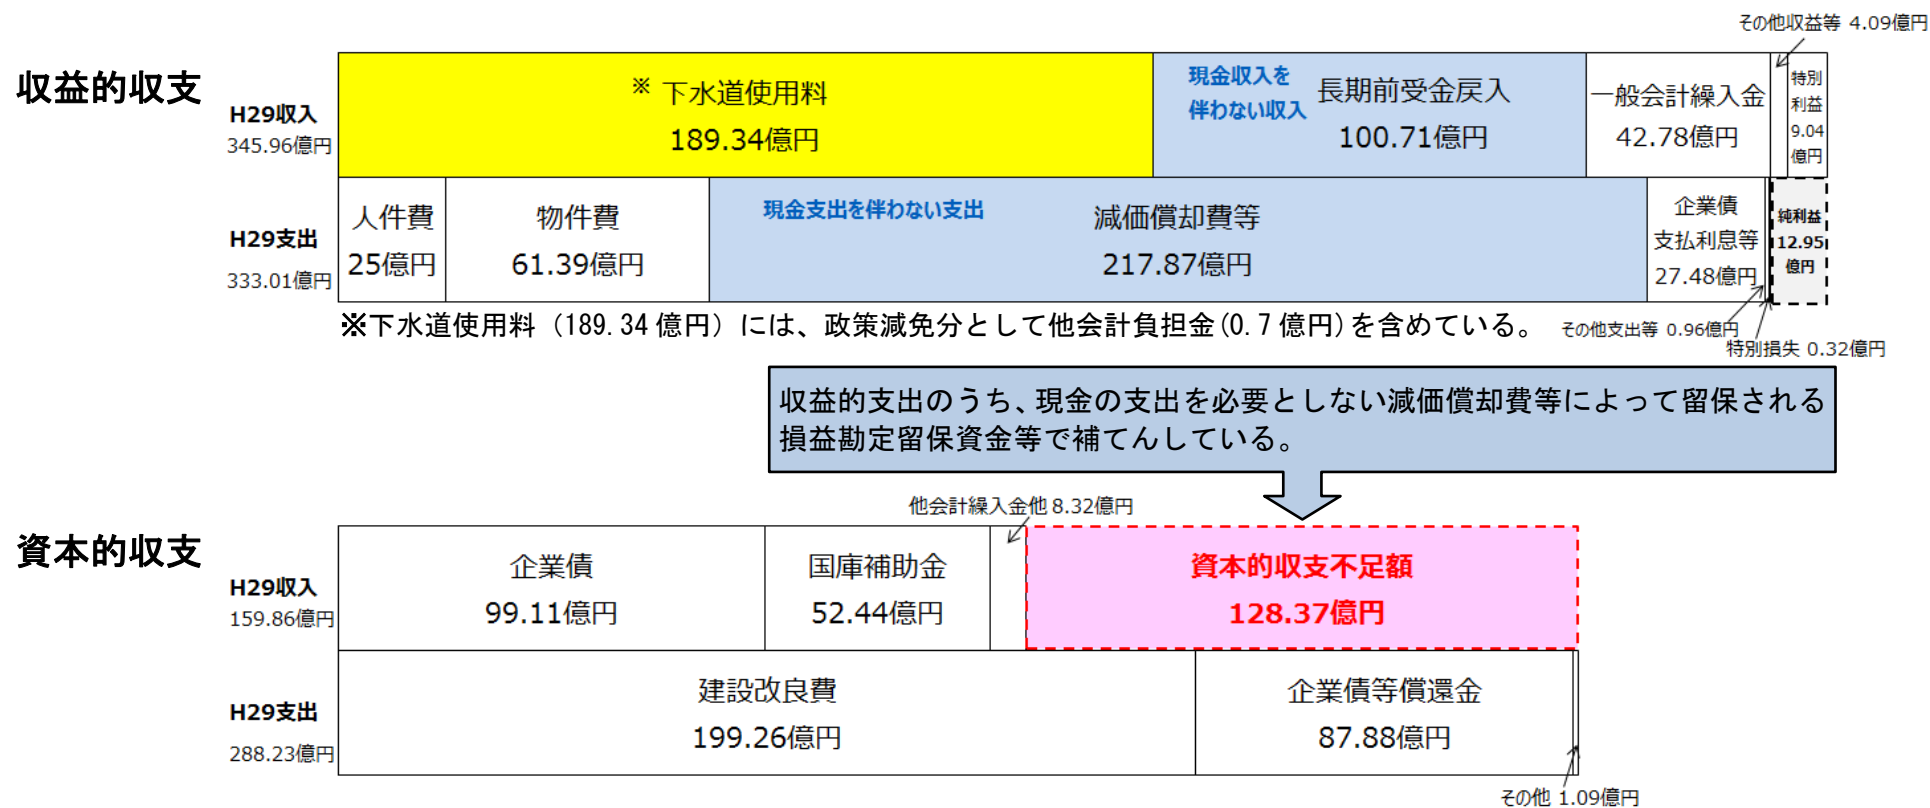 その他収益等 4.09億円
収益的収支
H29収入
345.96億円
※ 下水道使用料
189.34億円
現金収入を
伴わない収入
長期前受金戻入
100.71億円
一般会計繰入金
42.78億円
特別
利益
9.04
億円
H29支出
333.01億円
人件費
25億円
物件費
61.39億円
現金支出を伴わない支出
減価償却費等
217.87億円
企業債
支払利息等
27.48億円
純利益
12.95
億円
※下水道使用料（189.34億円）には、政策減免分として他会計負担金(0.7億円)を含めている。
その他支出等 0.96億円
特別損失 0.32億円
収益的支出のうち、現金の支出を必要としない減価償却費等によって留保される
損益勘定留保資金等で補てんしている。
他会計繰入金他 8.32億円
資本的収支
H29収入
159.86億円
企業債
99.11億円
国庫補助金
52.44億円
資本的収支不足額
128.37億円
H29支出
288.23億円
建設改良費
199.26億円
企業債等償還金
87.88億円
その他 1.09億円